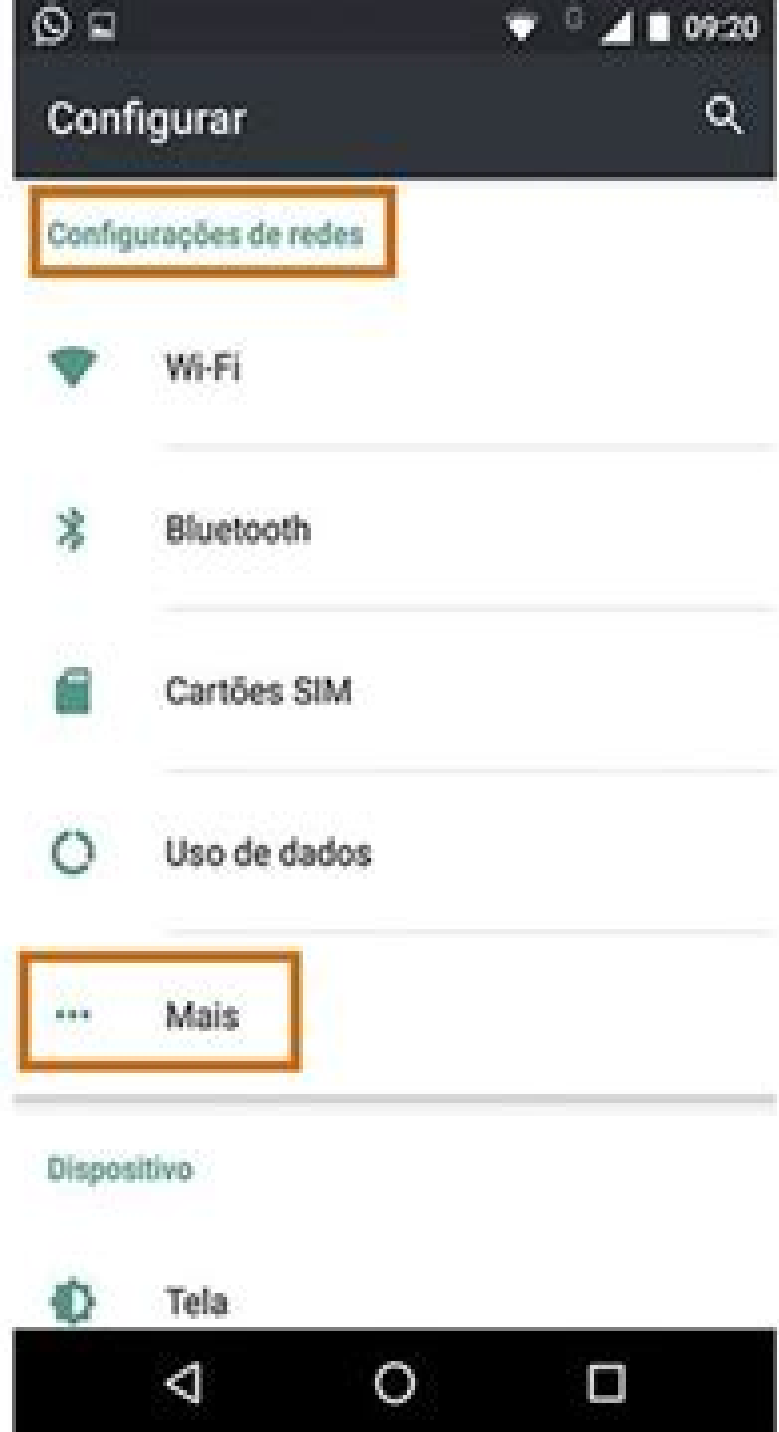 09:20
Configurar
Configurações de redes
Wi-Fi
Bluetooth
Cartões SIM
Uso de dados
Mais
Dispositivo
Tela